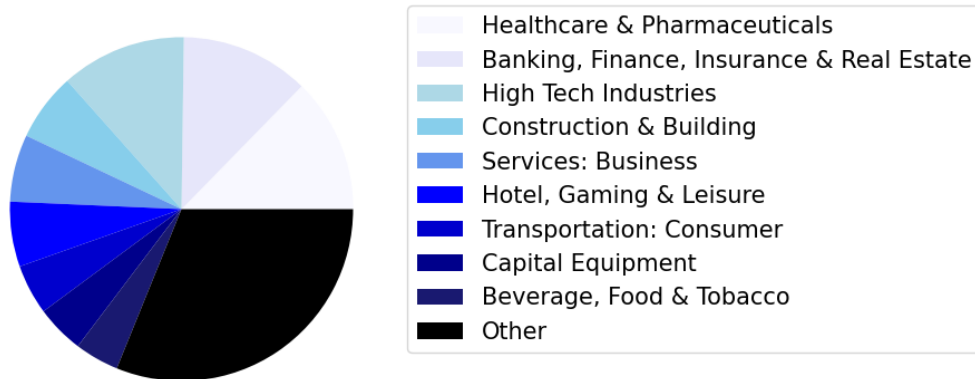 Healthcare & Pharmaceuticals
Banking, Finance, Insurance & Real Estate
High Tech Industries
Construction & Building
Services: Business
Hotel, Gaming & Leisure
Transportation: Consumer
Capital Equipment
Beverage, Food & Tobacco
Other